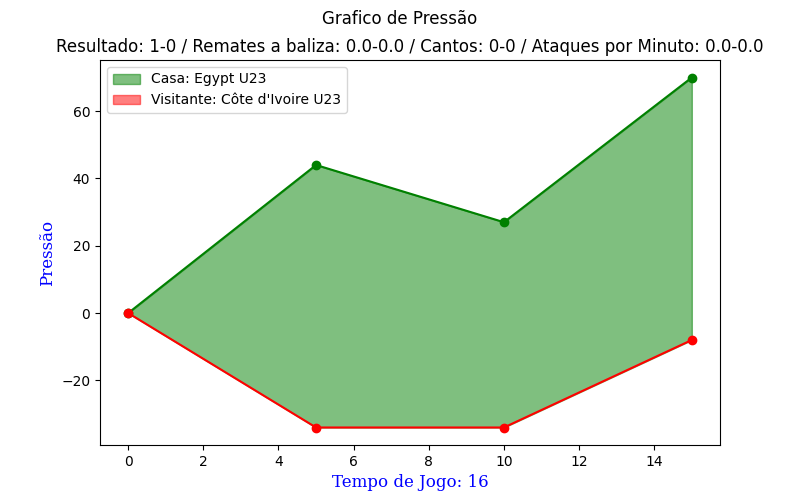 Grafico de Pressão
Resultado: 1-0 / Remates a baliza: 0.0-0.0 / Cantos: 0-0 / Ataques por Minuto: 0.0-0.0
Casa: Egypt U23
Visitante: Côte d'Ivoire U23
Pressão
60
40
20
0
−20
0 2 4 6 8 10 12 14
Tempo de Jogo: 16